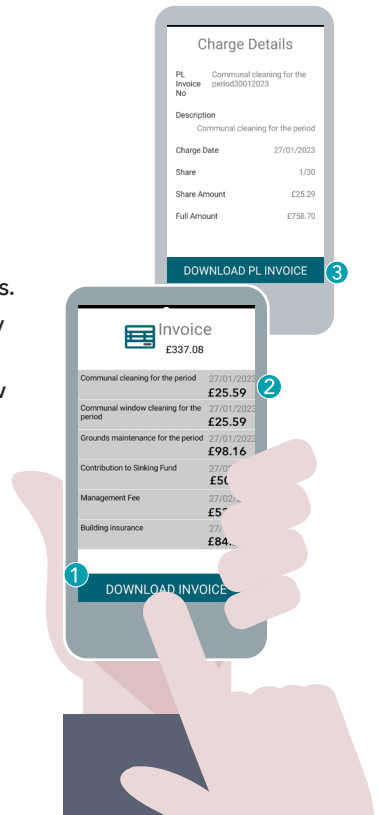 Charge Details
PL Invoice No
Communal cleaning for the period30012023
Description
Communal cleaning for the period
Charge Date 27/01/2023
Share 1/30
Share Amount £25.29
Full Amount £758.70
DOWNLOAD PL INVOICE
3
s.
Invoice
£337.08
Communal cleaning for the period 27/01/2023
£25.59
2
Communal window cleaning for the period 27/01/2023
£25.59
Grounds maintenance for the period 27/01/2023
£98.16
Contribution to Sinking Fund
Management Fee
Building insurance
1
DOWNLOAD INVOICE